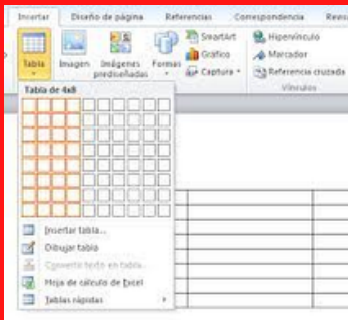 Insertar Diseño de página Referencias Correspondencia Revis
Tabla Imagen Imágenes prediseñadas Formas
SmartArt
Gráfico
Captura
Hipervínculo
Marcador
Referencia cruzada
Vínculos
Tabla de 4x8
Insertar tabla...
Dibujar tabla
Convertir texto en tabla...
Hoja de cálculo de Excel
Tablas rápidas